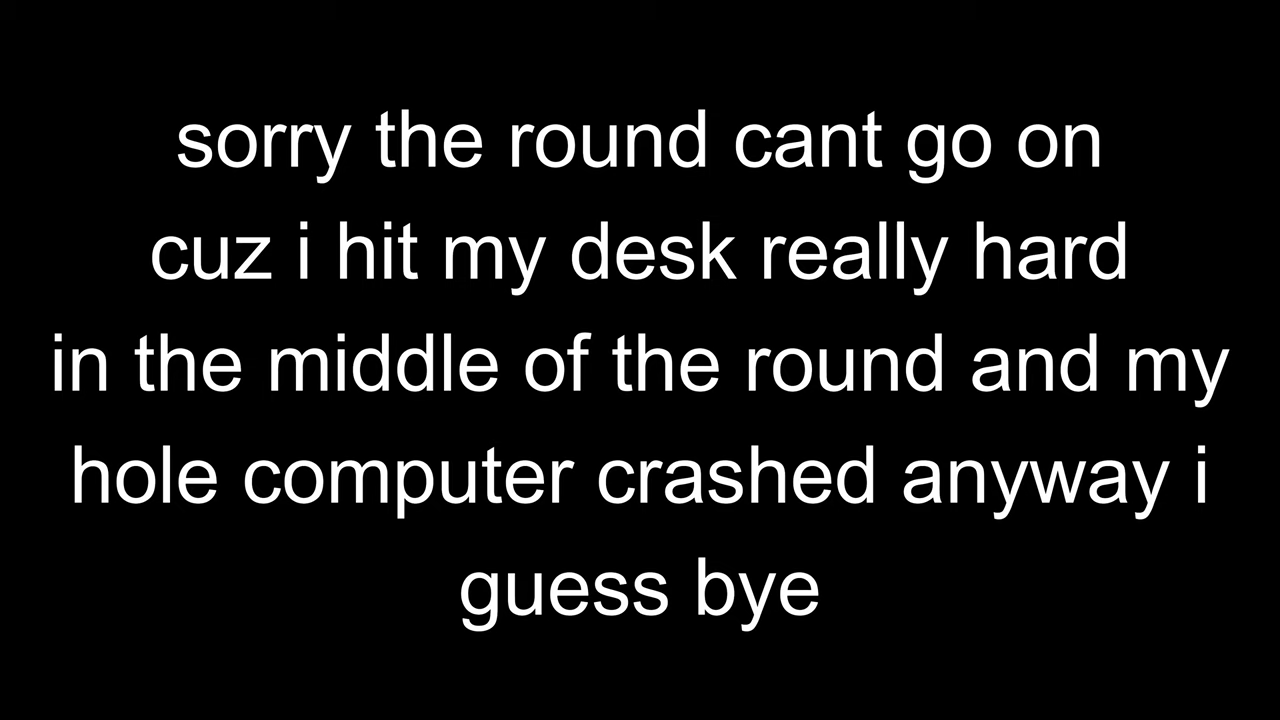 sorry the round cant go on
cuz i hit my desk really hard
in the middle of the round and my
hole computer crashed anyway i
guess bye